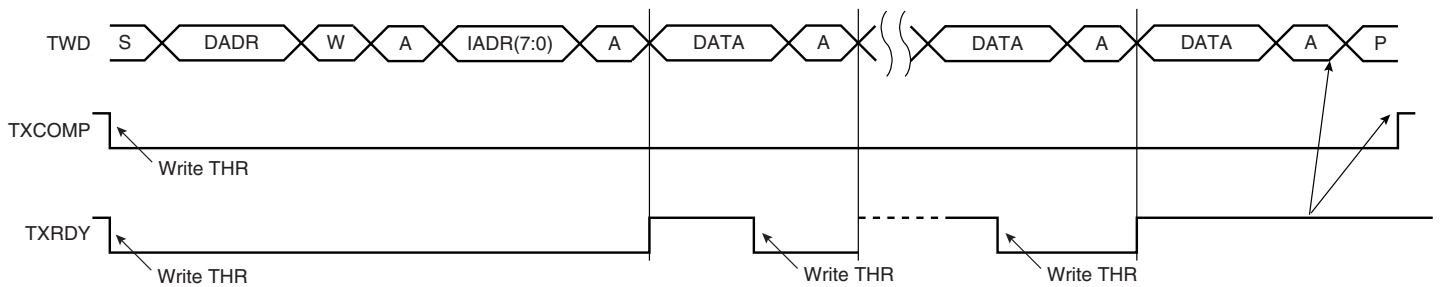 TWD S DADR W A IADR(7:0) A DATA A DATA A DATA A P
TXCOMP
Write THR
TXRDY
Write THR Write THR Write THR